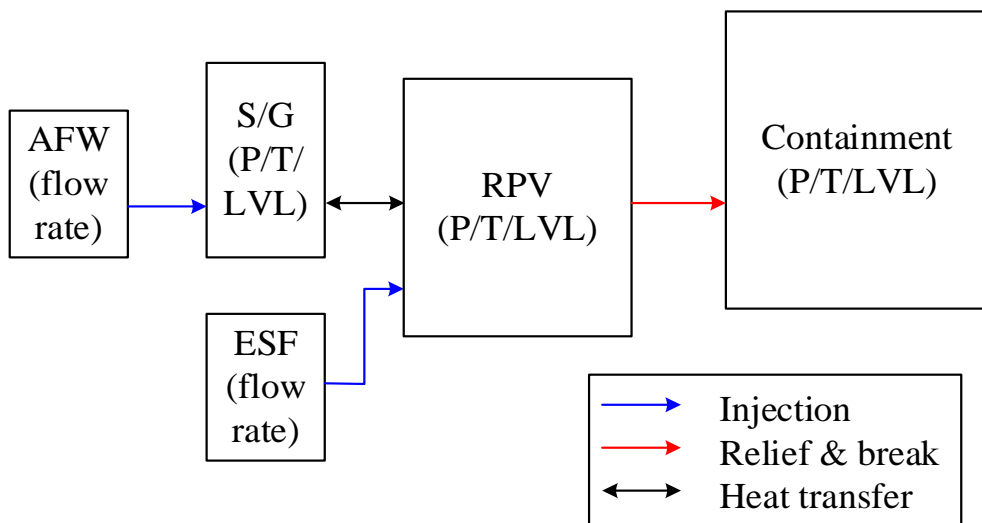 AFW
(flow
rate)
S/G
(P/T/
LVL)
RPV
(P/T/LVL)
Containment
(P/T/LVL)
ESF
(flow
rate)
Injection
Relief & break
Heat transfer